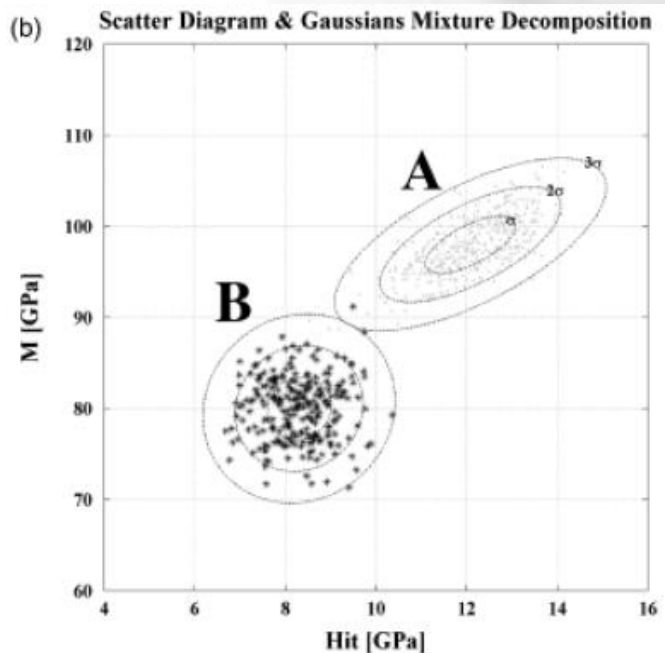 (b) Scatter Diagram & Gaussians Mixture Decomposition
120
110
100
90
80
70
60
M [GPa]
A
B
3σ
2σ
σ
4 6 8 10 12 14 16
Hit [GPa]